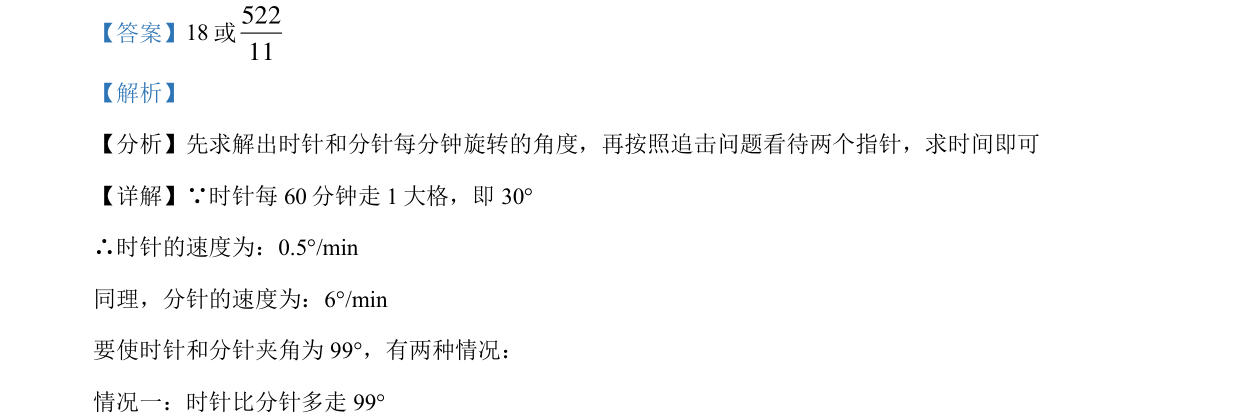 【答案】18 或 522/11
【解析】
【分析】先求解出时针和分针每分钟旋转的角度，再按照追击问题看待两个指针，求时间即可
【详解】∵时针每 60 分钟走 1 大格，即 30°
∴时针的速度为：0.5°/min
同理，分针的速度为：6°/min
要使时针和分针夹角为 99°，有两种情况：
情况一：时针比分针多走 99°